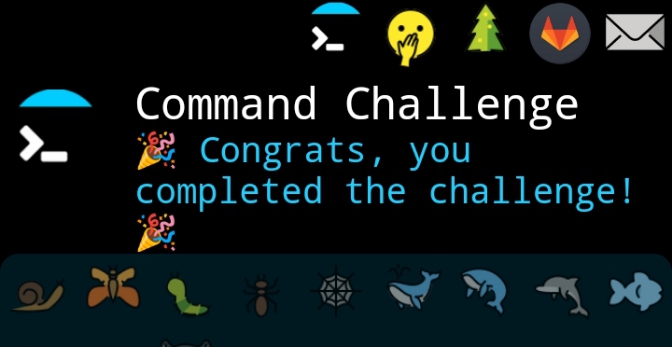 Command Challenge
🎉 Congrats, you
completed the challenge!
🎉